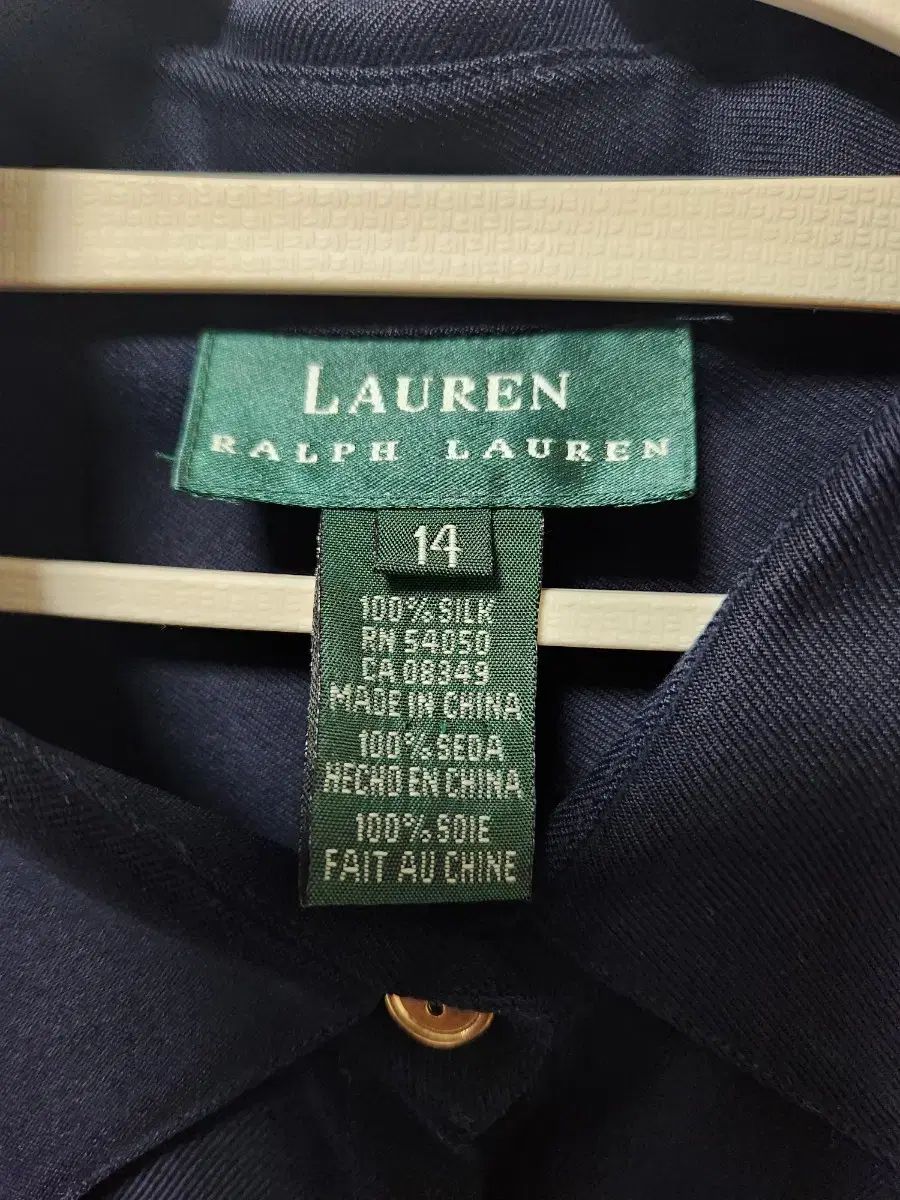 LAUREN
RALPH LAUREN
14
100% SILK
RN 54050
CA 08349
MADE IN CHINA
100% SEDA
HECHO EN CHINA
100% SOIE
FAIT AU CHINE